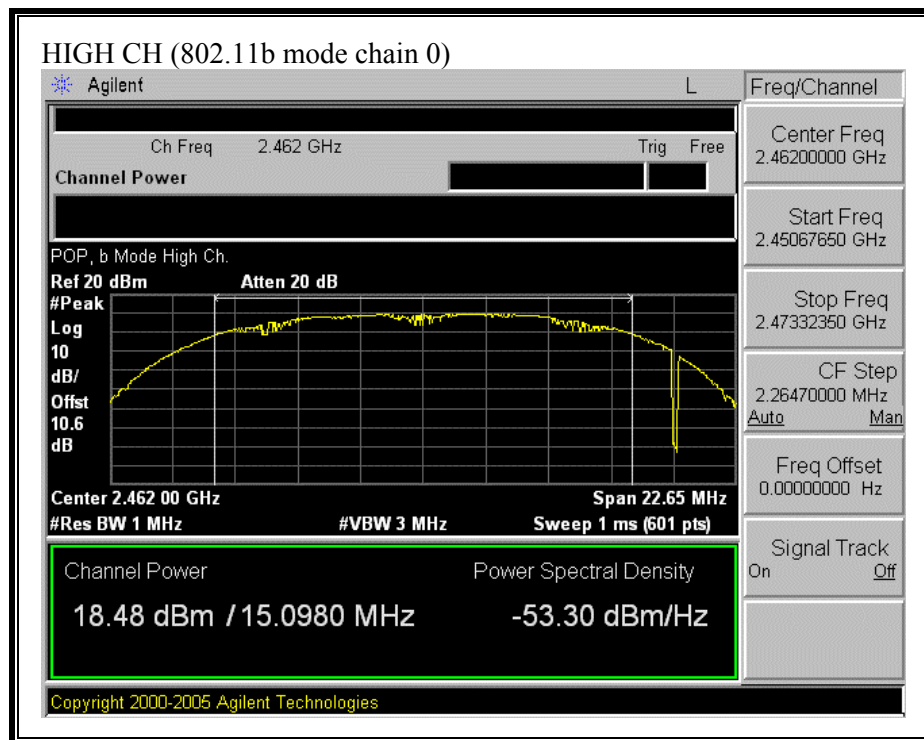 HIGH CH (802.11b mode chain 0)
Agilent L Freq/Channel
Ch Freq 2.462 GHz Trig Free
Channel Power
Center Freq
2.46200000 GHz
Start Freq
2.45067650 GHz
Stop Freq
2.47332350 GHz
CF Step
2.26470000 MHz
Auto Man
Freq Offset
0.00000000 Hz
Signal Track
On Off
POP, b Mode High Ch.
Ref 20 dBm Atten 20 dB
#Peak
Log
10
dB/
Offst
10.6
dB
Center 2.462 00 GHz Span 22.65 MHz
#Res BW 1 MHz #VBW 3 MHz Sweep 1 ms (601 pts)
Channel Power Power Spectral Density
18.48 dBm / 15.0980 MHz -53.30 dBm/Hz
Copyright 2000-2005 Agilent Technologies